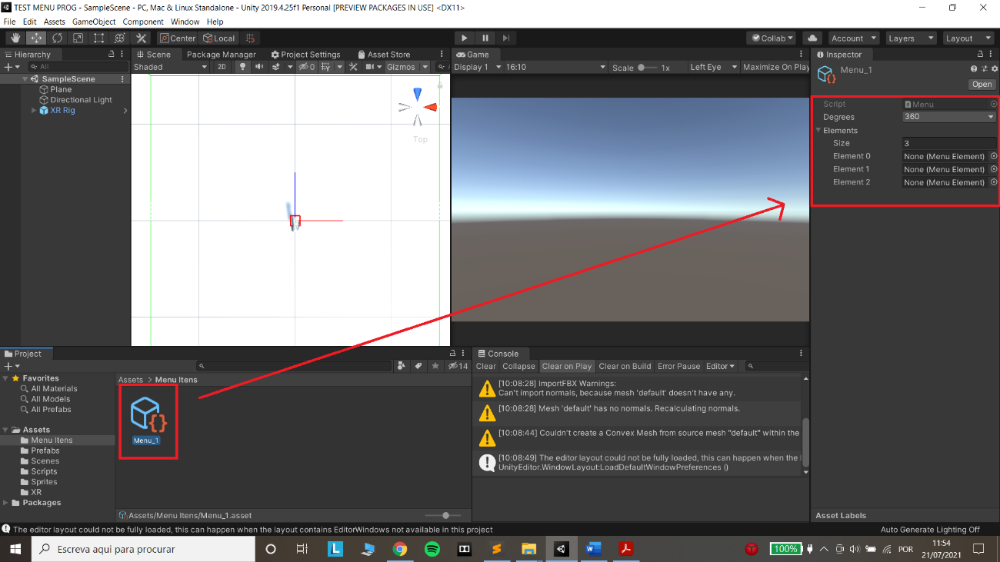 TEST MENU PROG - SampleScene - PC, Mac & Linux Standalone - Unity 2019.4.25f1 Personal [PREVIEW PACKAGES IN USE] <DX11>
File Edit Assets GameObject Component Window Help
Center Local Collab Account Layers Layout
Hierarchy
All
SampleScene
Plane
Directional Light
XR Rig
Scene Package Manager Project Settings Asset Store
Shaded 2D 0 Gizmos A
Top
Game
Display 1 16:10 Scale 1x Left Eye Maximize On Play
Inspector
Menu_1
Open
Script Menu
Degrees 360
Elements
Size 3
Element 0 None (Menu Element)
Element 1 None (Menu Element)
Element 2 None (Menu Element)
Project
14
Favorites
All Materials
All Models
All Prefabs
Assets
Menu Itens
Prefabs
Scenes
Scripts
Sprites
XR
Packages
Assets > Menu Itens
Menu_1
Assets/Menu Itens/Menu_1.asset
Console
Clear Collapse Clear on Play Clear on Build Error Pause Editor
[10:08:28] ImportFBX Warnings:
Can't import normals, because mesh 'default' doesn't have any.
[10:08:28] Mesh 'default' has no normals. Recalculating normals.
[10:08:44] Couldn't create a Convex Mesh from source mesh "default" within the
[10:08:49] The editor layout could not be fully loaded, this can happen when the l
UnityEditor.WindowLayout:LoadDefaultWindowPreferences ()
Asset Labels
The editor layout could not be fully loaded, this can happen when the layout contains EditorWindows not available in this project
Auto Generate Lighting Off
Escreva aqui para procurar
L
100%
POR
11:54
21/07/2021